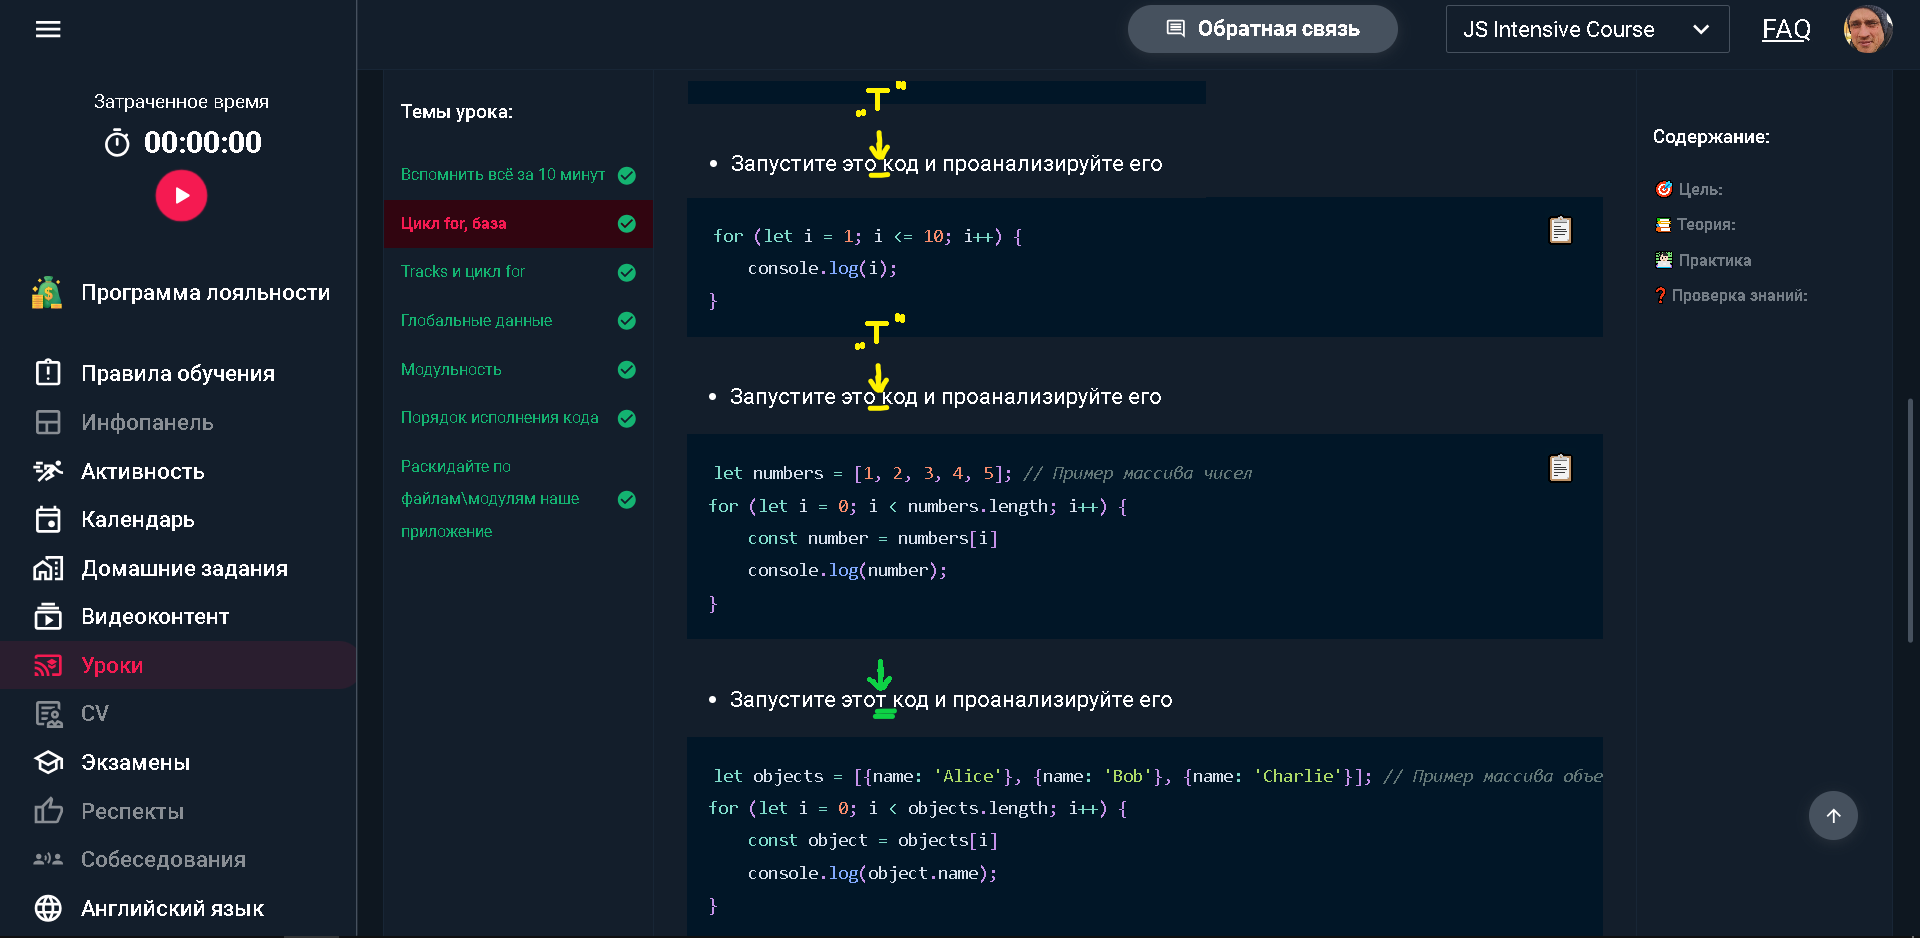 Обратная связь
JS Intensive Course
FAQ
Затраченное время
00:00:00
Программа лояльности
Правила обучения
Инфопанель
Активность
Календарь
Домашние задания
Видеоконтент
Уроки
CV
Экзамены
Респекты
Собеседования
Английский язык
Темы урока:
Вспомнить всё за 10 минут
Цикл for, база
Tracks и цикл for
Глобальные данные
Модульность
Порядок исполнения кода
Раскидайте по
файлам\модулям наше
приложение
„Т"
Запустите это код и проанализируйте его
for (let i = 1; i <= 10; i++) {
console.log(i);
}
„Т"
Запустите это код и проанализируйте его
let numbers = [1, 2, 3, 4, 5]; // Пример массива чисел
for (let i = 0; i < numbers.length; i++) {
const number = numbers[i]
console.log(number);
}
Запустите этот код и проанализируйте его
let objects = [{name: 'Alice'}, {name: 'Bob'}, {name: 'Charlie'}]; // Пример массива объе
for (let i = 0; i < objects.length; i++) {
const object = objects[i]
console.log(object.name);
}
Содержание:
Цель:
Теория:
Практика
Проверка знаний: